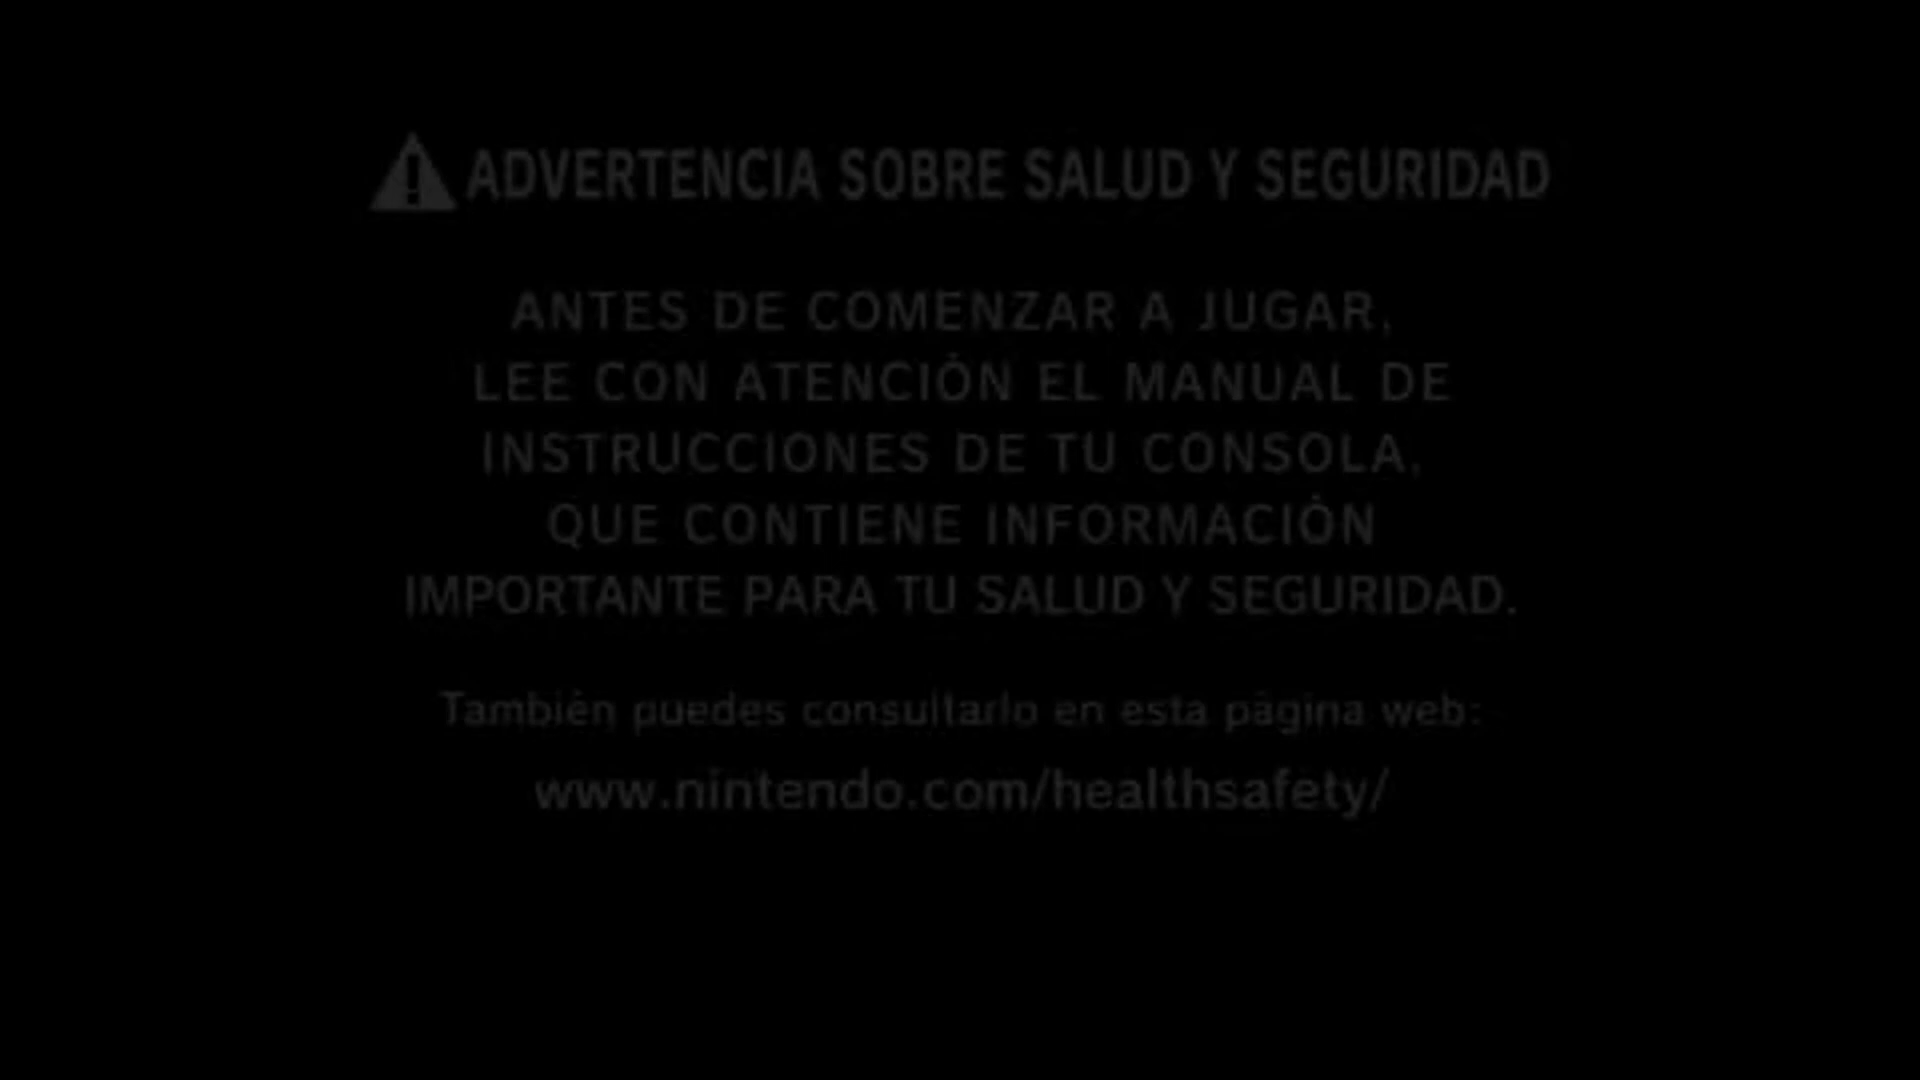 ADVERTENCIA SOBRE SALUD Y SEGURIDAD
ANTES DE COMENZAR A JUGAR,
LEE CON ATENCIÓN EL MANUAL DE
INSTRUCCIONES DE TU CONSOLA,
QUE CONTIENE INFORMACIÓN
IMPORTANTE PARA TU SALUD Y SEGURIDAD.
También puedes consultarlo en esta página web:
www.nintendo.com/healthsafety/